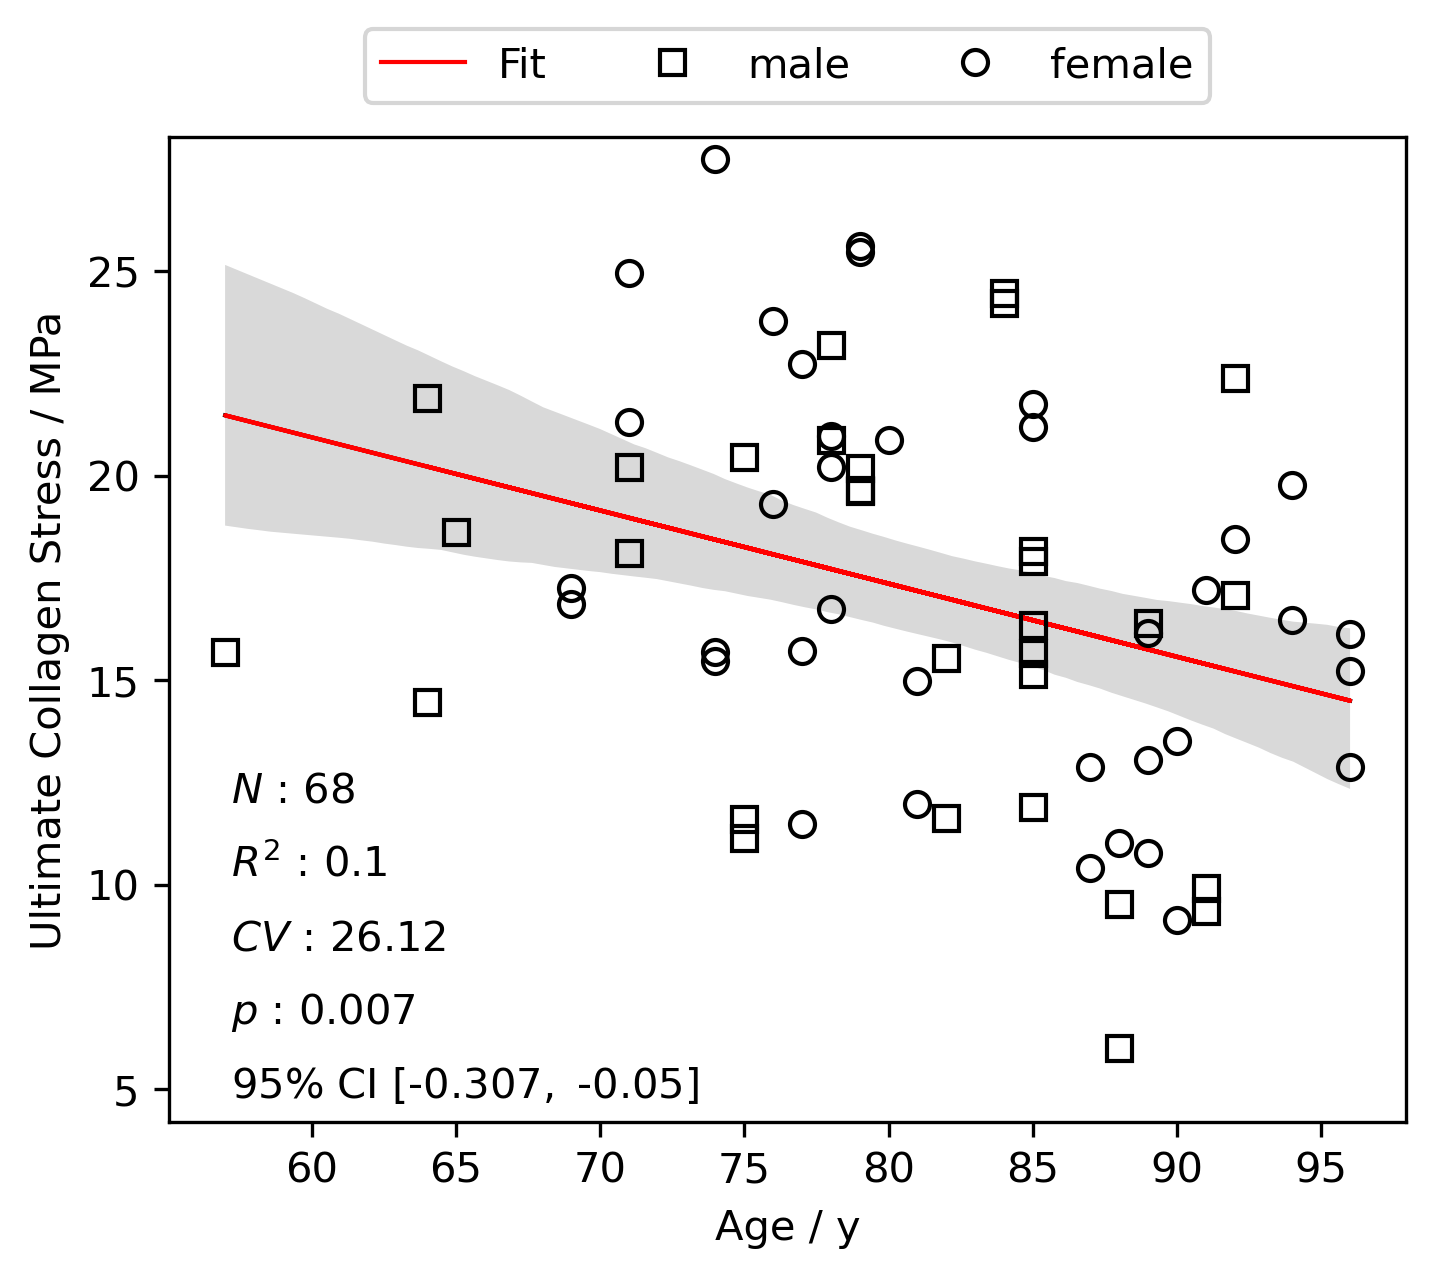 Fit male female
Ultimate Collagen Stress / MPa
25
20
15
10
5
N : 68
R² : 0.1
CV : 26.12
p : 0.007
95% CI [-0.307, -0.05]
60 65 70 75 80 85 90 95
Age / y